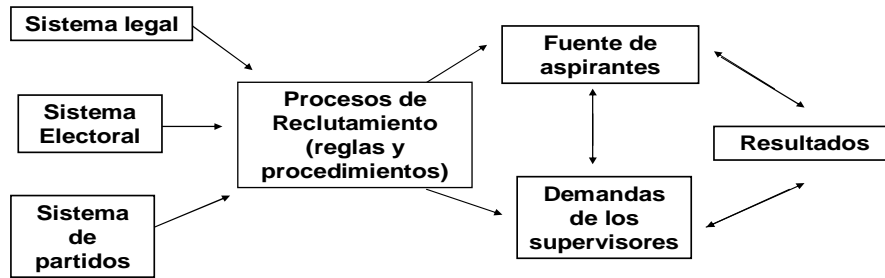 Sistema legal
Sistema
Electoral
Sistema
de
partidos
Procesos de
Reclutamiento
(reglas y
procedimientos)
Fuente de
aspirantes
Demandas
de los
supervisores
Resultados